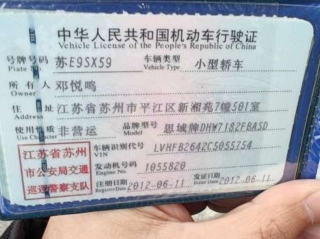 中华人民共和国机动车行驶证
Vehicle License of the People's Republic of China
号牌号码 苏E9SX59 车辆类型 小型轿车
Plate No. Vehicle Type
所有人 邓悦鸣
Owner
住址 江苏省苏州市平江区新湘苑7幢501室
Address
使用性质 非营运 品牌型号 思域牌DHW7182FBASD
Use Character Model
江苏省苏州 车辆识别代号 LVHFB2642C5055754
VIN
市公安局交通 发动机号码 1055820
Engine No.
巡逻警察支队 注册日期 2012-06-11 发证日期 2012-06-11
Register Date Issue Date